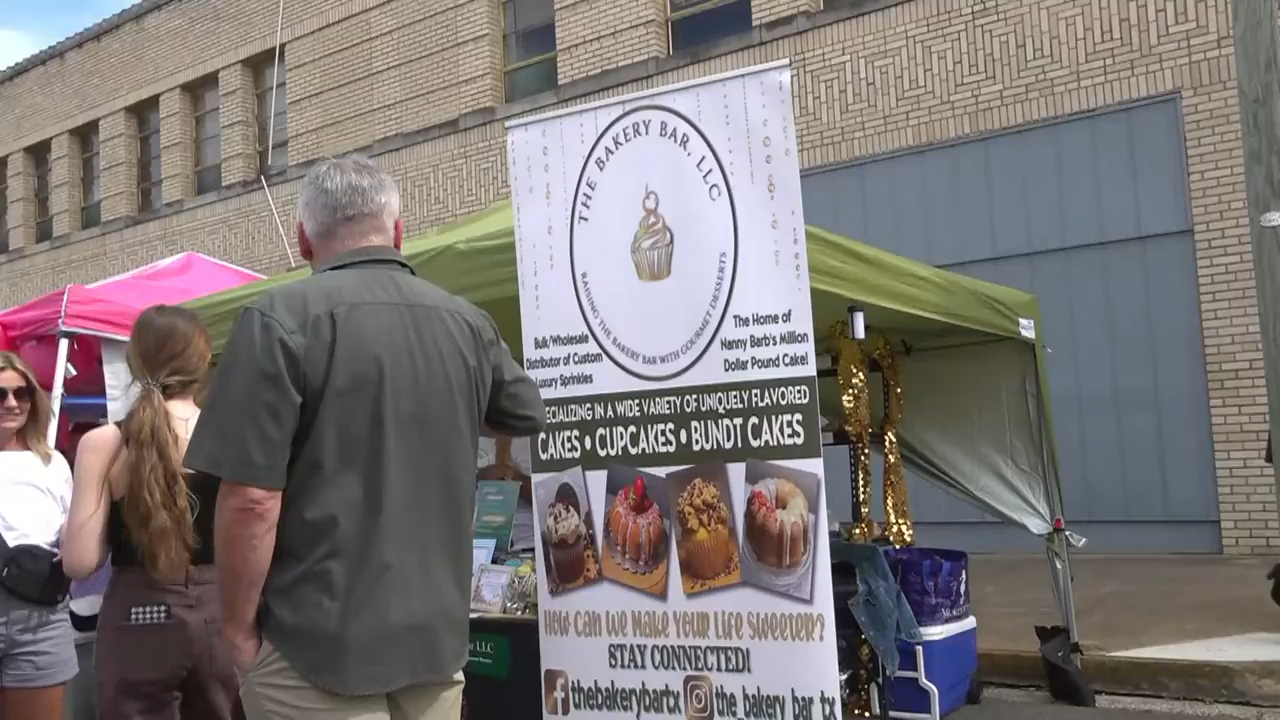 THE BAKERY BAR, LLC
RAISING THE BAKERY BAR WITH GOURMET DESSERTS
Bulk/Wholesale
Distributor of Custom
Luxury Sprinkles
The Home of
Nanny Barb's Million
Dollar Pound Cake!
SPECIALIZING IN A WIDE VARIETY OF UNIQUELY FLAVORED
CAKES • CUPCAKES • BUNDT CAKES
How Can We Make Your Life Sweeter?
STAY CONNECTED!
thebakerybartx the_bakery_bar_tx
LLC